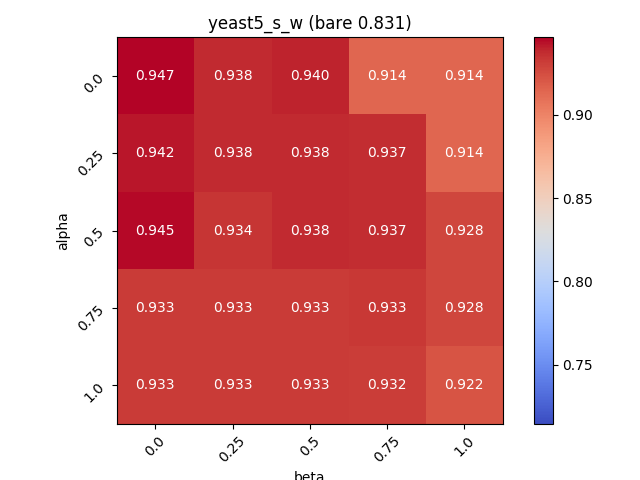 yeast5_s_w (bare 0.831)
alpha
0.0 0.947 0.938 0.940 0.914 0.914
0.25 0.942 0.938 0.938 0.937 0.914
0.5 0.945 0.934 0.938 0.937 0.928
0.75 0.933 0.933 0.933 0.933 0.928
1.0 0.933 0.933 0.933 0.932 0.922
0.0 0.25 0.5 0.75 1.0
beta
0.90
0.85
0.80
0.75